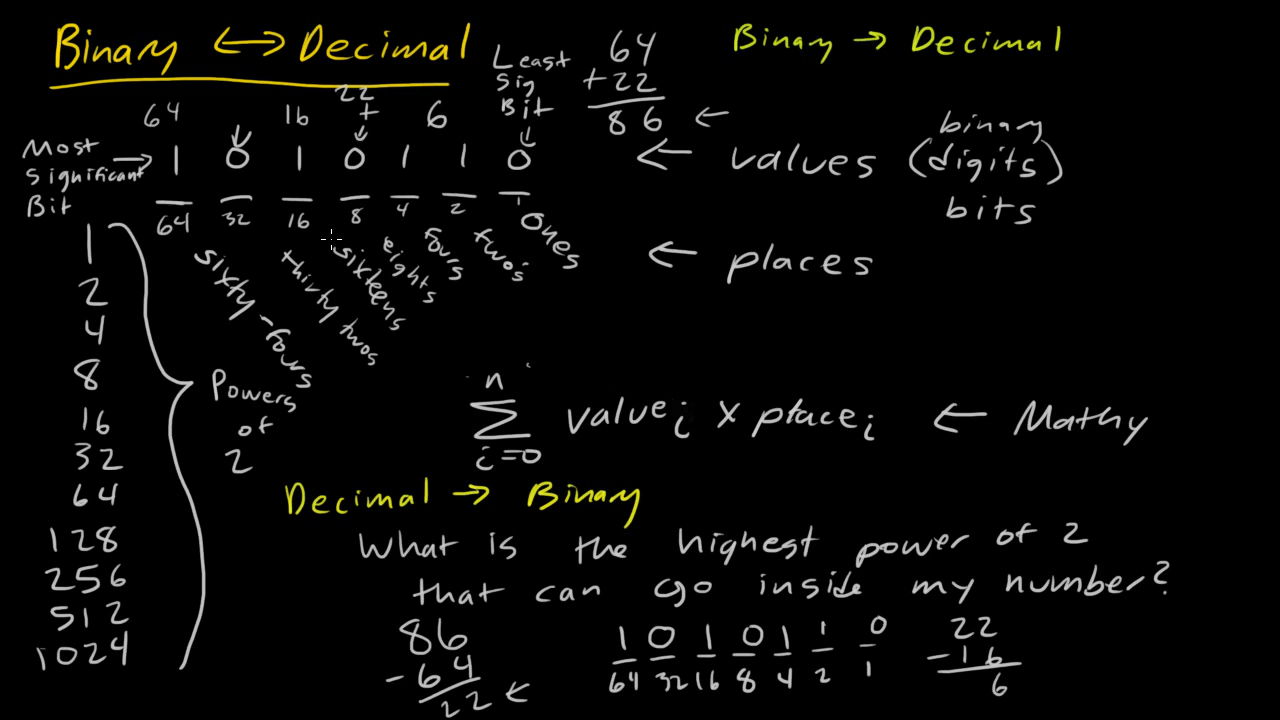 Binary ↔ Decimal
Least
Sig
Bit
64
+22
86 ←
Binary → Decimal
64 16 22 + 6
Most
Significant
Bit
1 0 1 0 1 1 0
64 32 16 8 4 2 1
← values (digits)
binary
bits
sixty-fours
thirty twos
sixteens
eights
fours
twos
ones
← places
1
2
4
8
16
32
64
128
256
512
1024
Powers
of
2
n
∑ valueᵢ x placeᵢ ← Mathy
i=0
Decimal → Binary
What is the highest power of 2
that can go inside my number?
86
-64
22 ←
1 0 1 0 1 1 0
64 32 16 8 4 2 1
22
-16
6